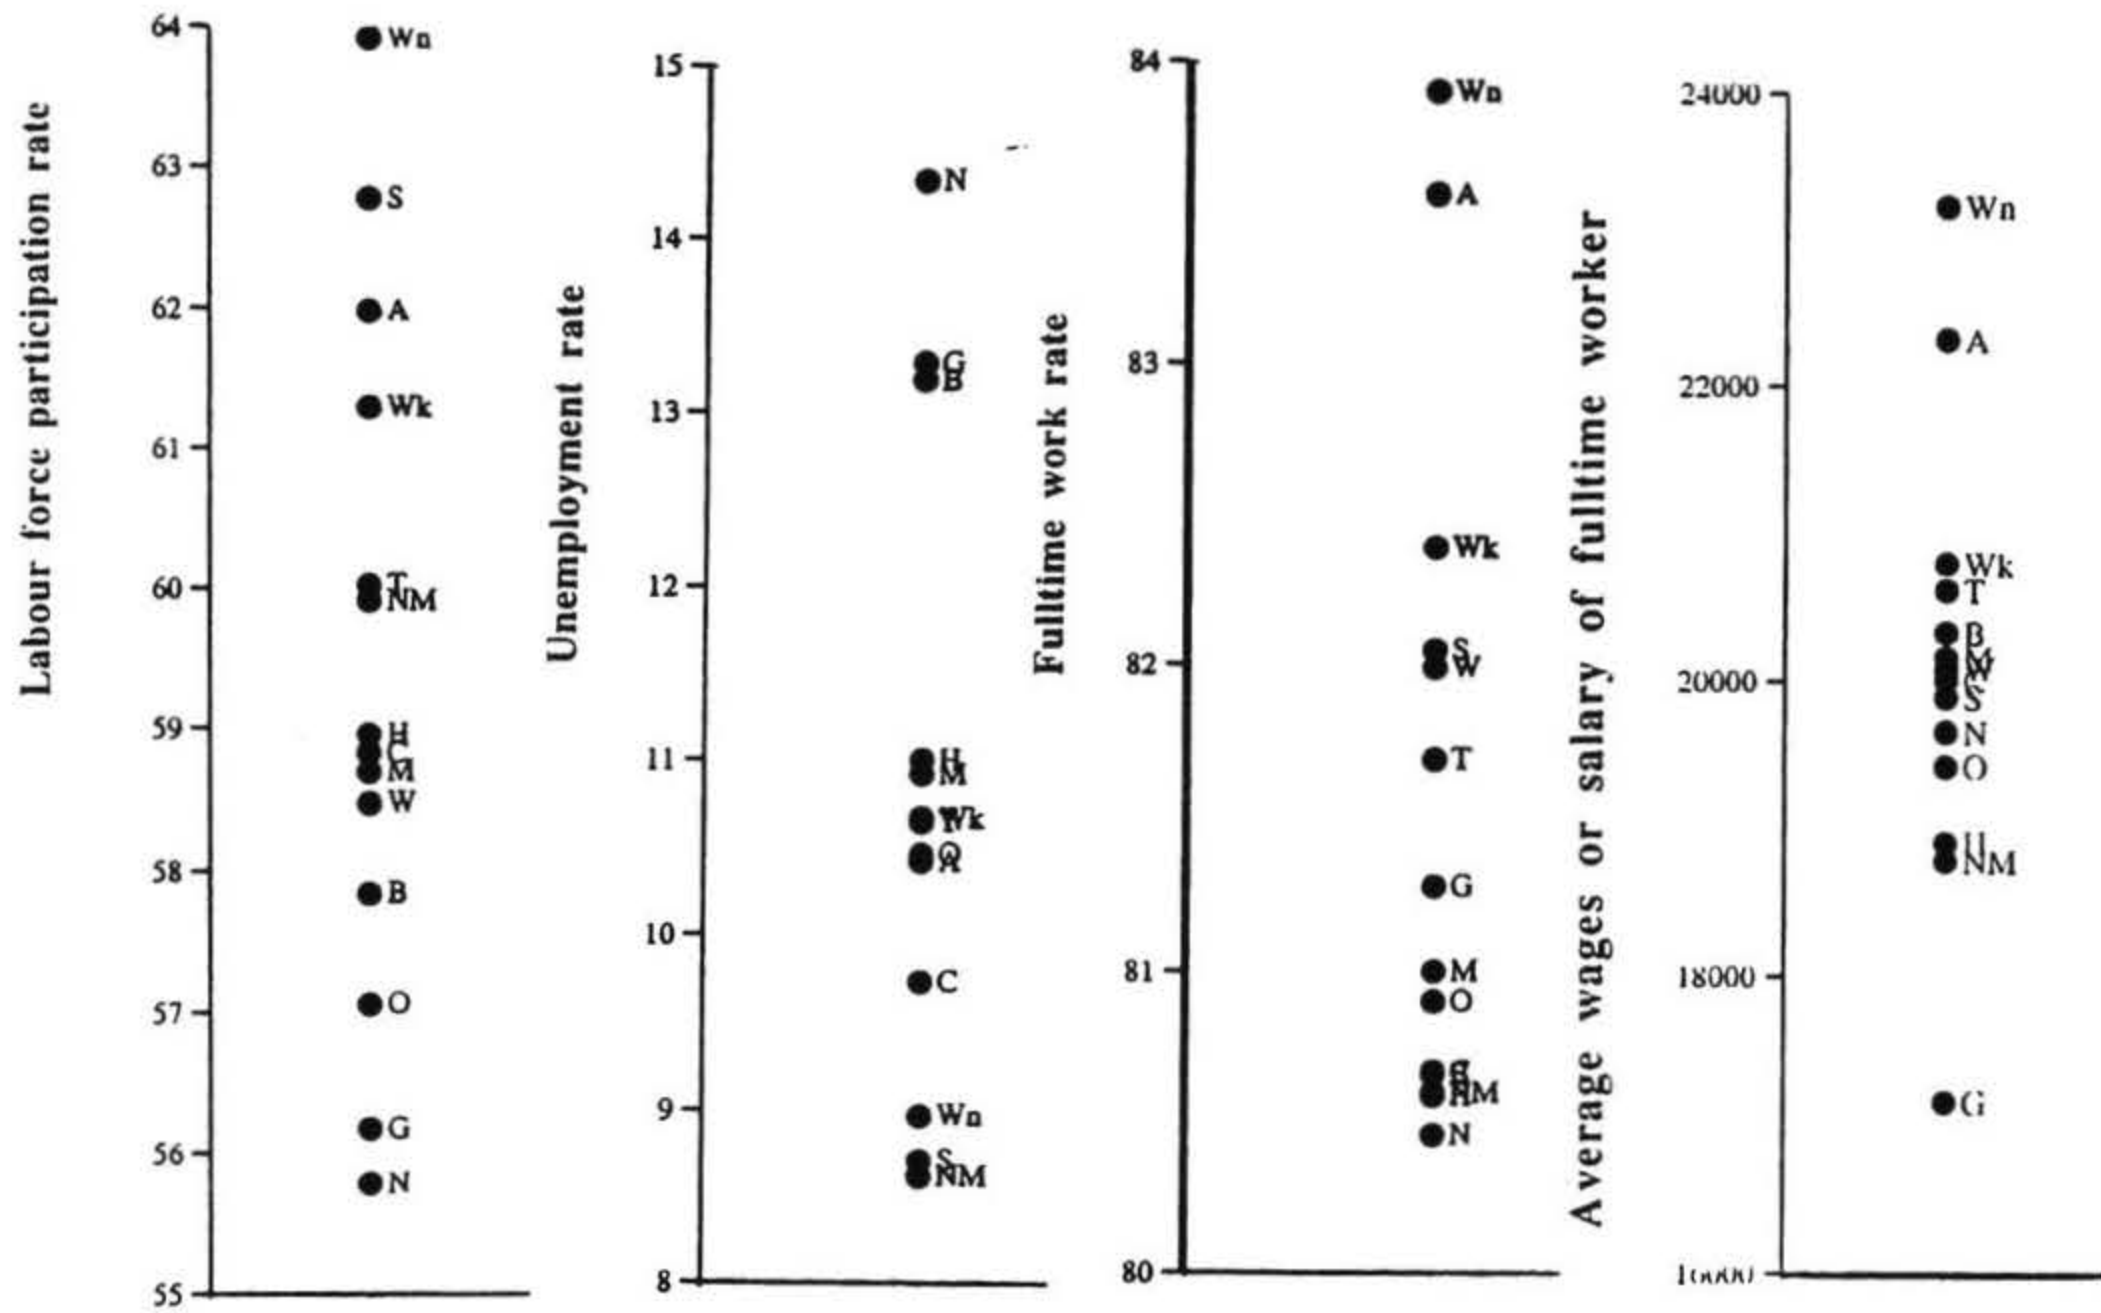 Labour force participation rate
64
63
62
61
60
59
58
57
56
55
Wn
S
A
Wk
T
NM
H
C
M
W
B
O
G
N
Unemployment rate
15
14
13
12
11
10
9
8
N
G
B
H
M
Wk
T
O
A
C
Wn
S
NM
Fulltime work rate
84
83
82
81
80
Wn
A
Wk
S
W
T
G
M
O
NM
H
N
Average wages or salary of fulltime worker
24000
22000
20000
18000
16000
Wn
A
Wk
T
B
M
W
C
S
N
O
H
NM
G